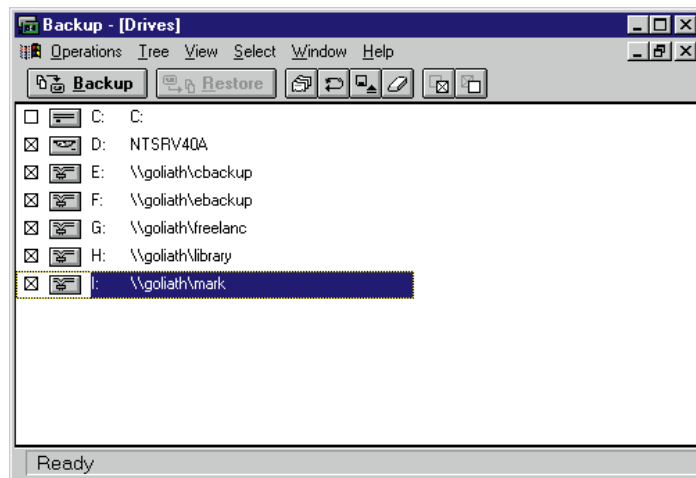 Backup - [Drives]
Operations Tree View Select Window Help
Backup Restore
C: C:
D: NTSRV40A
E: \\goliath\cbackup
F: \\goliath\ebackup
G: \\goliath\freelanc
H: \\goliath\library
I: \\goliath\mark
Ready